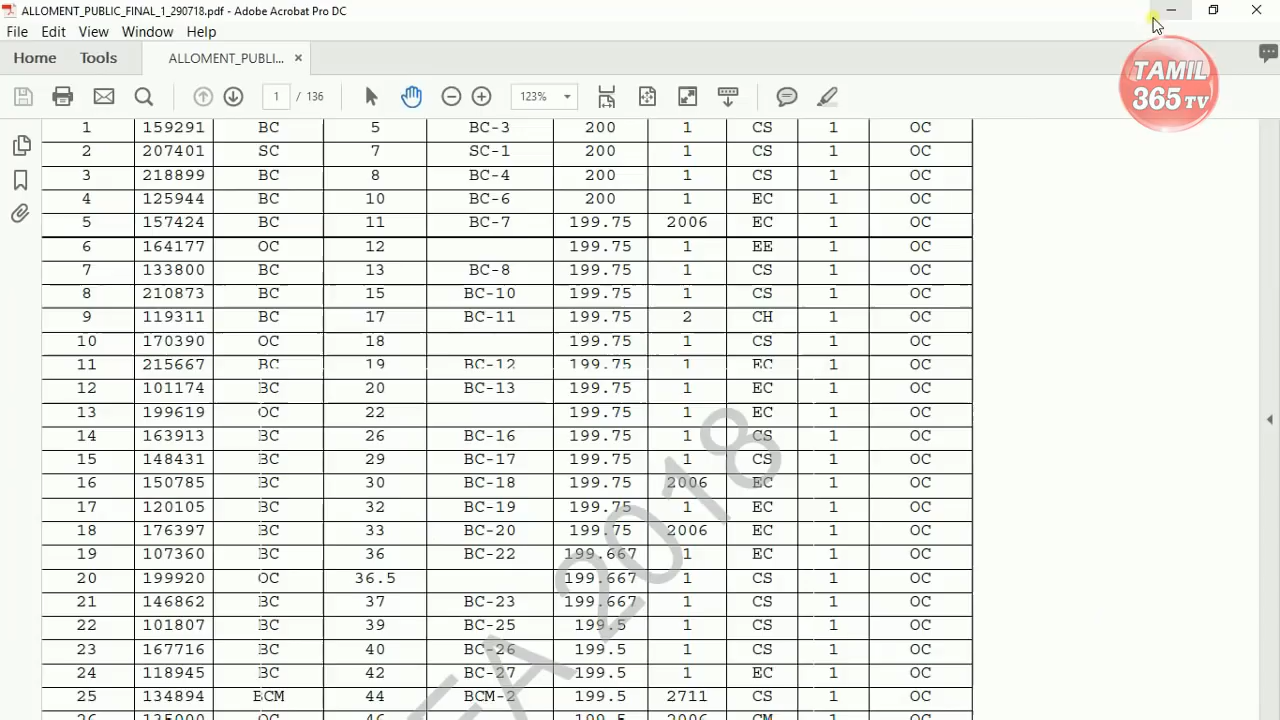 ALLOMENT_PUBLIC_FINAL_1_290718.pdf - Adobe Acrobat Pro DC
File Edit View Window Help
Home Tools ALLOMENT_PUBLI... ×
1 / 136 123%
TAMIL
365 TV
1 159291 BC 5 BC-3 200 1 CS 1 OC
2 207401 SC 7 SC-1 200 1 CS 1 OC
3 218899 BC 8 BC-4 200 1 CS 1 OC
4 125944 BC 10 BC-6 200 1 EC 1 OC
5 157424 BC 11 BC-7 199.75 2006 EC 1 OC
6 164177 OC 12 199.75 1 EE 1 OC
7 133800 BC 13 BC-8 199.75 1 CS 1 OC
8 210873 BC 15 BC-10 199.75 1 CS 1 OC
9 119311 BC 17 BC-11 199.75 2 CH 1 OC
10 170390 OC 18 199.75 1 CS 1 OC
11 215667 BC 19 BC-12 199.75 1 EC 1 OC
12 101174 BC 20 BC-13 199.75 1 EC 1 OC
13 199619 OC 22 199.75 1 EC 1 OC
14 163913 BC 26 BC-16 199.75 1 CS 1 OC
15 148431 BC 29 BC-17 199.75 1 CS 1 OC
16 150785 BC 30 BC-18 199.75 2006 EC 1 OC
17 120105 BC 32 BC-19 199.75 1 EC 1 OC
18 176397 BC 33 BC-20 199.75 2006 EC 1 OC
19 107360 BC 36 BC-22 199.667 1 EC 1 OC
20 199920 OC 36.5 199.667 1 CS 1 OC
21 146862 BC 37 BC-23 199.667 1 CS 1 OC
22 101807 BC 39 BC-25 199.5 1 CS 1 OC
23 167716 BC 40 BC-26 199.5 1 CS 1 OC
24 118945 BC 42 BC-27 199.5 1 EC 1 OC
25 134894 BCM 44 BCM-2 199.5 2711 CS 1 OC
26 135000 OC 46 199.5 2006 CM 1 OC
2018